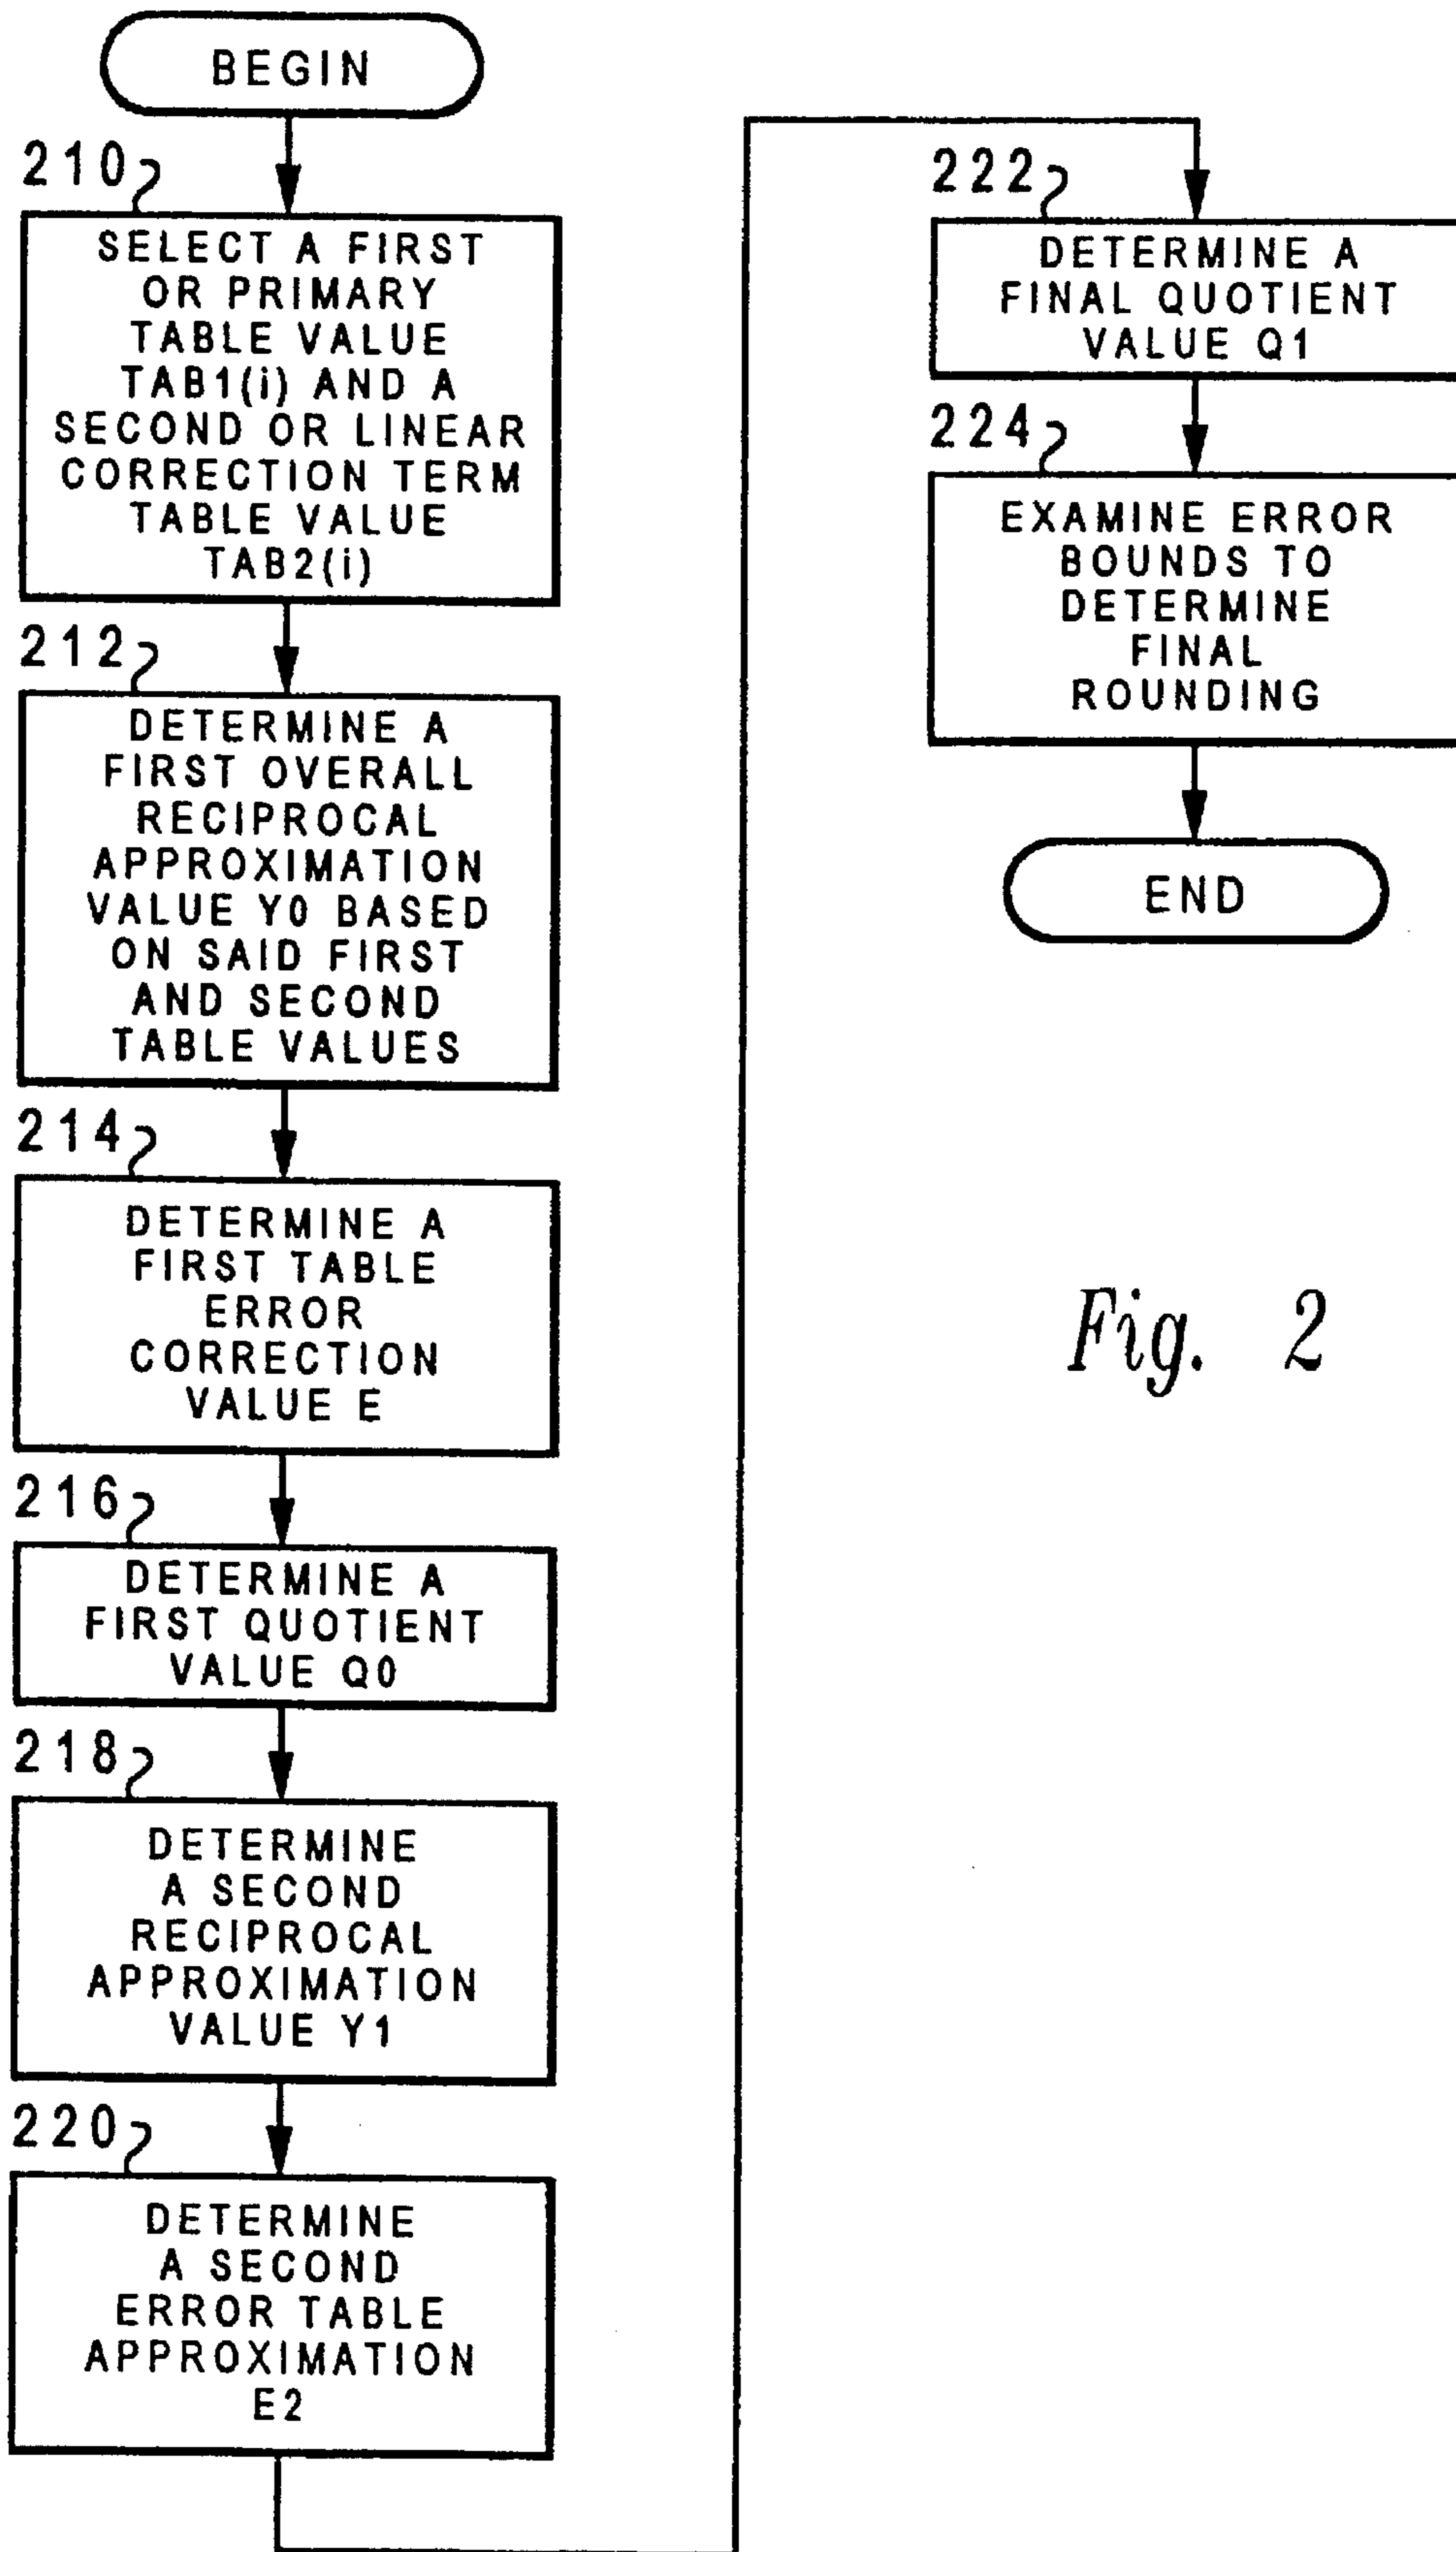 BEGIN
210
SELECT A FIRST
OR PRIMARY
TABLE VALUE
TAB1(i) AND A
SECOND OR LINEAR
CORRECTION TERM
TABLE VALUE
TAB2(i)
212
DETERMINE A
FIRST OVERALL
RECIPROCAL
APPROXIMATION
VALUE Y0 BASED
ON SAID FIRST
AND SECOND
TABLE VALUES
214
DETERMINE A
FIRST TABLE
ERROR
CORRECTION
VALUE E
216
DETERMINE A
FIRST QUOTIENT
VALUE Q0
218
DETERMINE
A SECOND
RECIPROCAL
APPROXIMATION
VALUE Y1
220
DETERMINE
A SECOND
ERROR TABLE
APPROXIMATION
E2
222
DETERMINE A
FINAL QUOTIENT
VALUE Q1
224
EXAMINE ERROR
BOUNDS TO
DETERMINE
FINAL
ROUNDING
END
Fig. 2